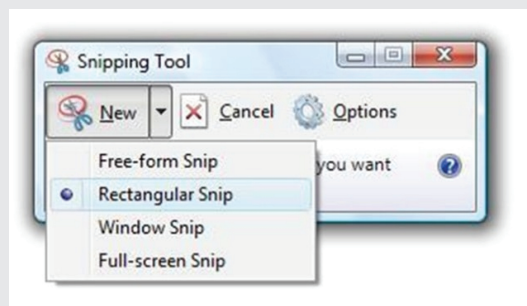 Snipping Tool
New Cancel Options
Free-form Snip you want
Rectangular Snip
Window Snip
Full-screen Snip